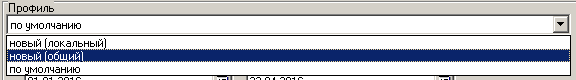 Профиль
по умолчанию
новый (локальный)
новый (общий)
по умолчанию